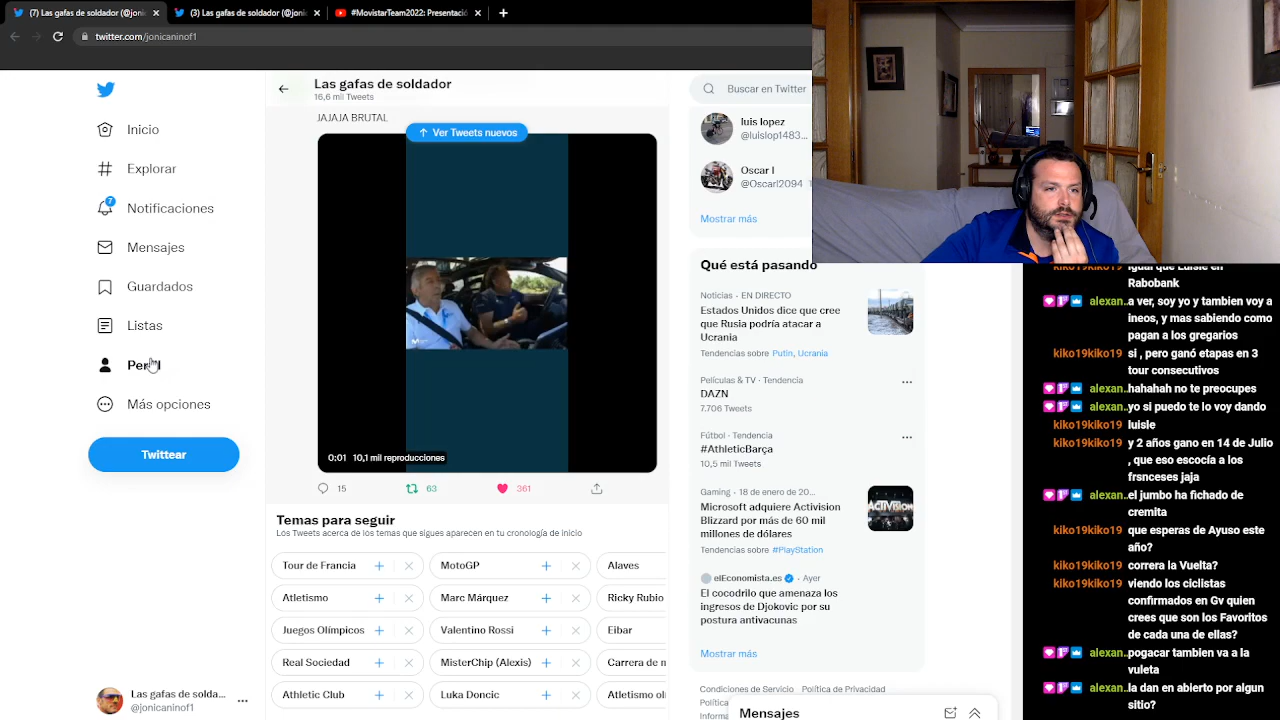 (7) Las gafas de soldador (@joni
(3) Las gafas de soldador (@joni
#MovistarTeam2022: Presentació
twitter.com/jonicaninof1
Las gafas de soldador
16,6 mil Tweets
JAJAJA BRUTAL
Ver Tweets nuevos
Inicio
Explorar
7
Notificaciones
Mensajes
Guardados
Listas
Más opciones
Twittear
0:01 10,1 mil reproducciones
15
63
361
Temas para seguir
Los Tweets acerca de los temas que sigues aparecen en tu cronología de inicio
Tour de Francia
MotoGP
Alaves
Atletismo
Marc Márquez
Ricky Rubio
Juegos Olímpicos
Valentino Rossi
Eibar
Real Sociedad
MisterChip (Alexis)
Carrera de m
Athletic Club
Luka Doncic
Atletismo oli
Las gafas de solda...
@jonicaninof1
Buscar en Twitter
luis lopez
@luislop1483...
Oscar l
@Oscarl2094
Mostrar más
Qué está pasando
Noticias · EN DIRECTO
Estados Unidos dice que cree
que Rusia podría atacar a
Ucrania
Tendencias sobre Putin, Ucrania
Películas & TV · Tendencia
DAZN
7.706 Tweets
Fútbol · Tendencia
#AthleticBarça
10,5 mil Tweets
Gaming · 18 de enero de 20...
Microsoft adquiere Activision
Blizzard por más de 60 mil
millones de dólares
Tendencias sobre #PlayStation
ACTIVISION
elEconomista.es · Ayer
El cocodrilo que amenaza los
ingresos de Djokovic por su
postura antivacunas
Mostrar más
Condiciones de Servicio Política de Privacidad
Política
Informa
Mensajes
kiko19kiko19 igual que Luisle en
Rabobank
alexan.. a ver, soy yo y tambien voy a
ineos, y mas sabiendo como
pagan a los gregarios
kiko19kiko19 si , pero ganó etapas en 3
tour consecutivos
alexan.. hahahah no te preocupes
alexan.. yo si puedo te lo voy dando
kiko19kiko19 luisle
kiko19kiko19 y 2 años gano en 14 de Julio
, que eso escocía a los
frsnceses jaja
alexan.. el jumbo ha fichado de
cremita
kiko19kiko19 que esperas de Ayuso este
año?
kiko19kiko19 correra la Vuelta?
kiko19kiko19 viendo los ciclistas
confirmados en Gv quien
crees que son los Favoritos
de cada una de ellas?
alexan.. pogacar tambien va a la
vuleta
alexan.. la dan en abierto por algun
sitio?